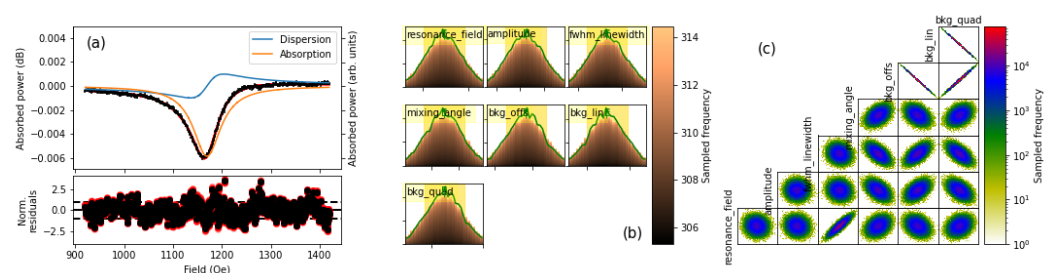 (a)
Dispersion
Absorption
Absorbed power (dB)
0.004
0.002
0.000
−0.002
−0.004
−0.006
Absorbed power (arb. units)
Norm.
residuals
2.5
0.0
−2.5
900
1000
1100
1200
1300
1400
Field (Oe)
resonance_field
amplitude
fwhm_linewidth
mixing_angle
bkg_offs
bkg_lin
bkg_quad
(b)
314
312
310
308
306
Sampled frequency
(c)
bkg_quad
bkg_lin
bkg_offs
mixing_angle
fwhm_linewidth
amplitude
resonance_field
10⁴
10³
10²
10¹
10⁰
Sampled frequency